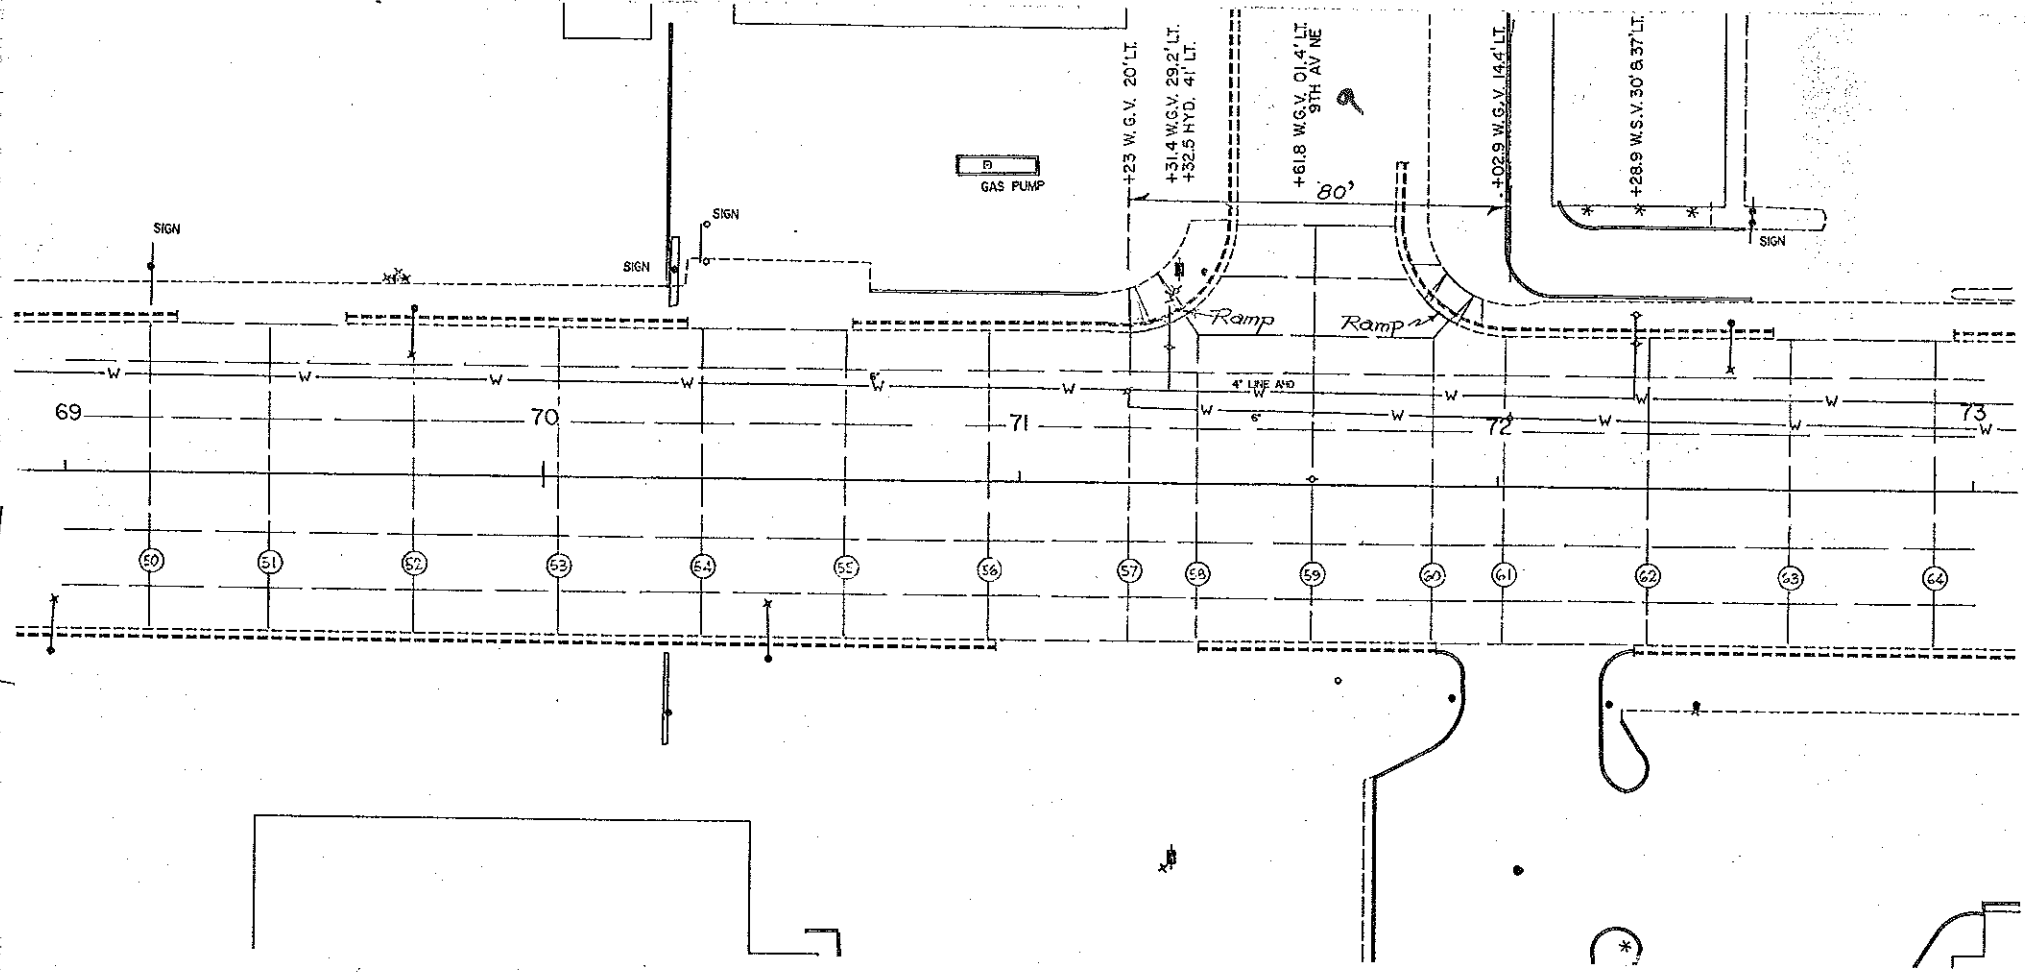 +23 W.G.V. 20' LT.
+31.4 W.G.V. 29.2' LT.
+32.5 HYD. 41' LT.
+61.8 W.G.V. 01.4' LT.
9TH AV NE
+02.9 W.G.V. 14.4' LT.
+28.9 W.S.V. 30' & 37' LT.
80'
GAS PUMP
SIGN
SIGN
SIGN
SIGN
Ramp
Ramp
W W W W 6" W W 4" LINE AND W W W W
W 6" W W W W
69 70 71 72 73
50 51 52 53 54 55 56 57 58 59 60 61 62 63 64